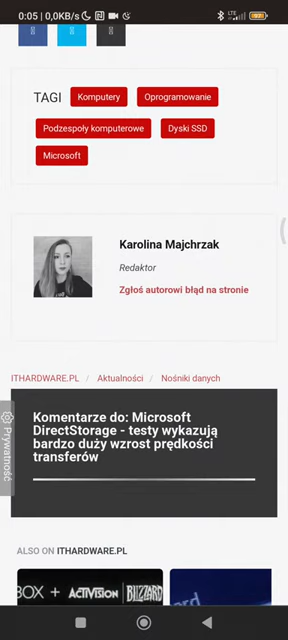 0:05 | 0,0KB/s
LTE
TAGI
Komputery
Oprogramowanie
Podzespoły komputerowe
Dyski SSD
Microsoft
Karolina Majchrzak
Redaktor
Zgłoś autorowi błąd na stronie
ITHARDWARE.PL / Aktualności / Nośniki danych
Prywatność
Komentarze do: Microsoft
DirectStorage - testy wykazują
bardzo duży wzrost prędkości
transferów
ALSO ON ITHARDWARE.PL
BOX + ACTIVISION | BLIZZARD